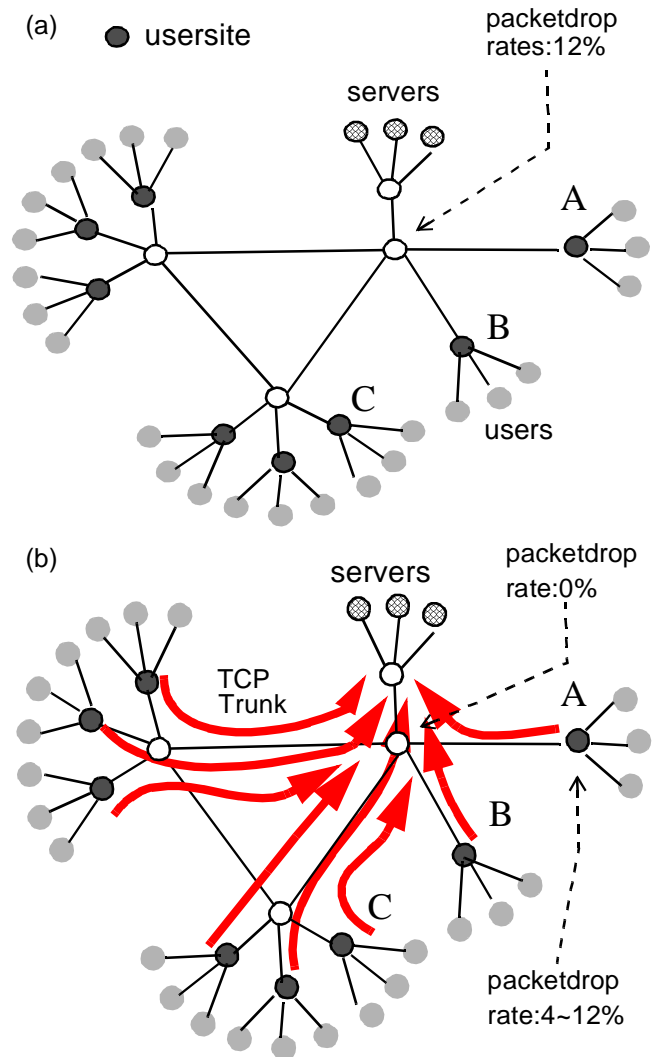 (a)
usersite
packetdrop
rates:12%
servers
A
B
C
users
(b)
packetdrop
rate:0%
servers
TCP
Trunk
A
B
C
packetdrop
rate:4~12%